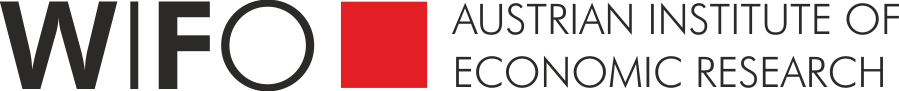 WIFO
AUSTRIAN INSTITUTE OF
ECONOMIC RESEARCH